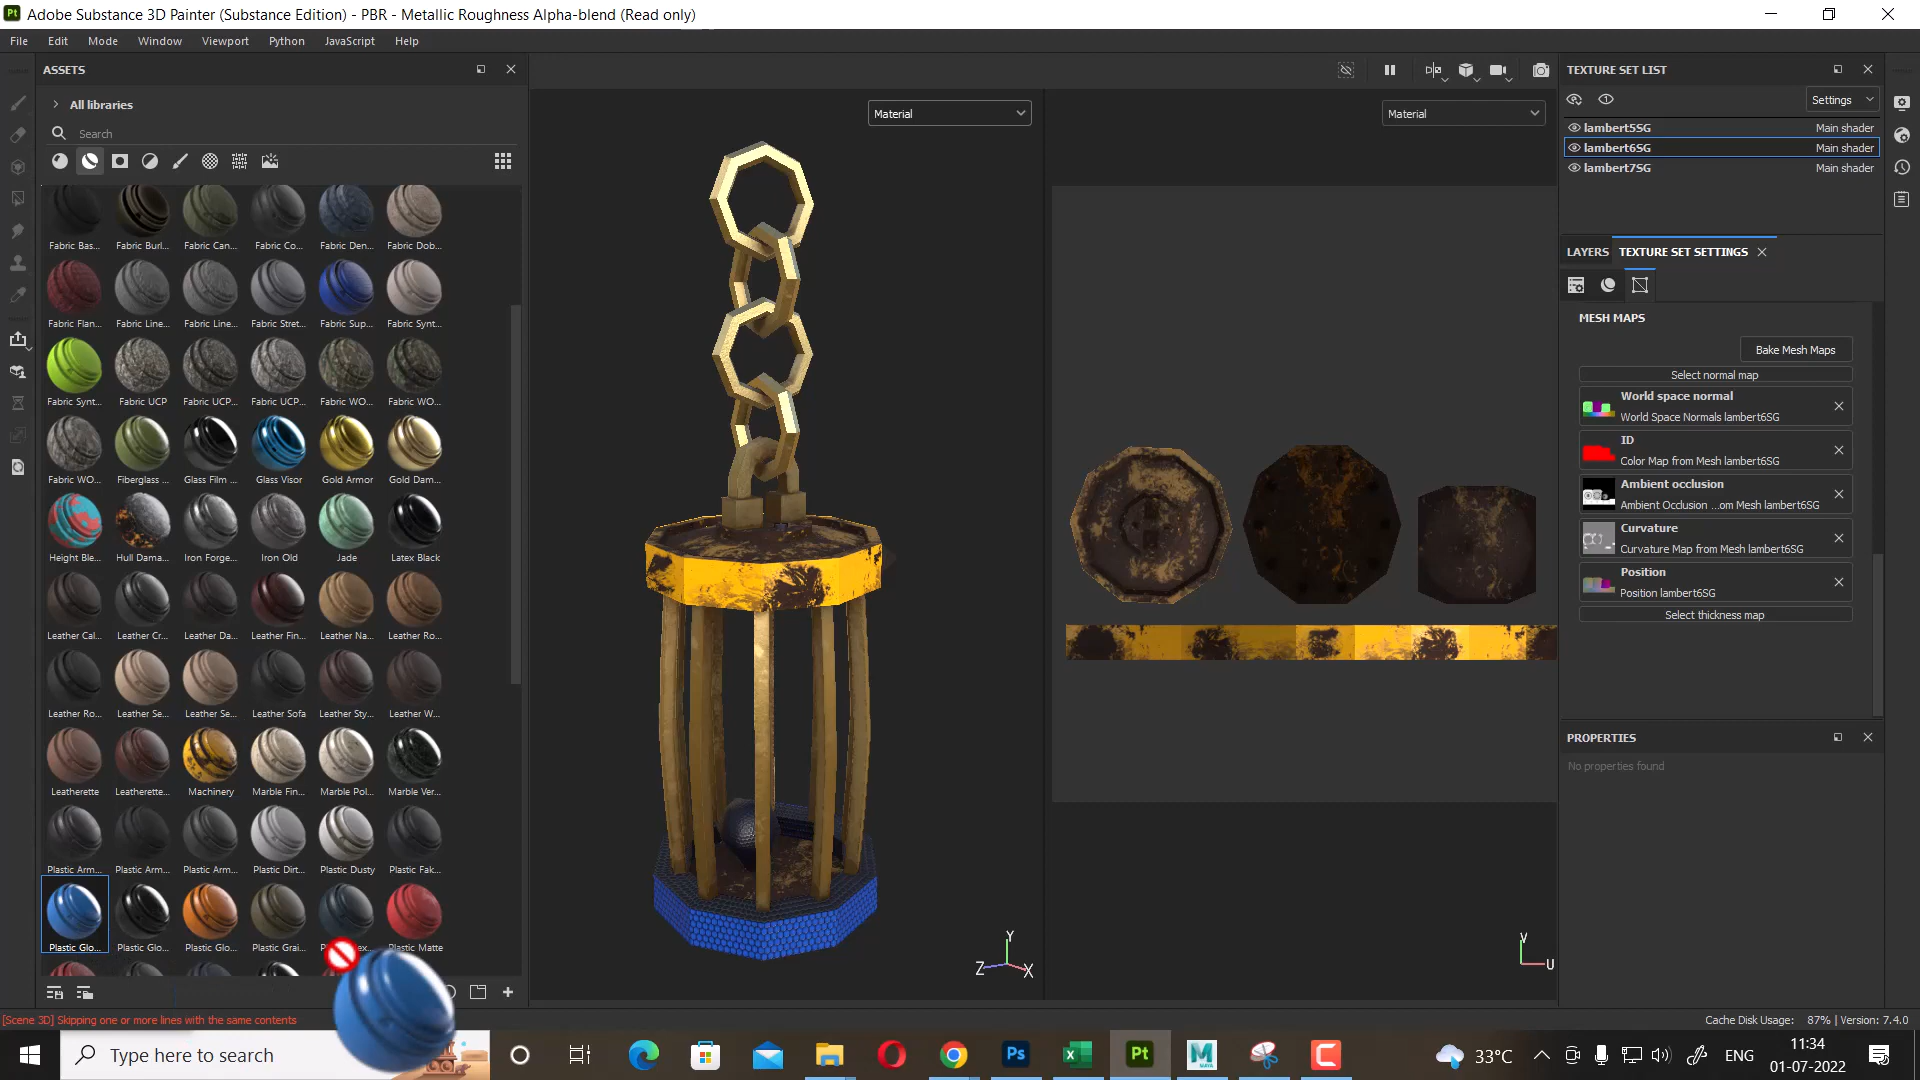 Pt Adobe Substance 3D Painter (Substance Edition) - PBR - Metallic Roughness Alpha-blend (Read only)
File Edit Mode Window Viewport Python JavaScript Help
ASSETS
All libraries
Search
Fabric Bas... Fabric Burl... Fabric Can... Fabric Co... Fabric Den... Fabric Dob...
Fabric Flan... Fabric Line... Fabric Line... Fabric Stret... Fabric Sup... Fabric Synt...
Fabric Synt... Fabric UCP Fabric UCP... Fabric UCP... Fabric WO... Fabric WO...
Fabric WO... Fiberglass ... Glass Film ... Glass Visor Gold Armor Gold Dam...
Height Ble... Hull Dama... Iron Forge... Iron Old Jade Latex Black
Leather Cal... Leather Cr... Leather Da... Leather Fin... Leather Na... Leather Ro...
Leather Ro... Leather Se... Leather Se... Leather Sofa Leather Sty... Leather W...
Leatherette Leatherette... Machinery Marble Fin... Marble Pol... Marble Ver...
Plastic Arm... Plastic Arm... Plastic Arm... Plastic Dirt... Plastic Dusty Plastic Fak...
Plastic Glo... Plastic Glo... Plastic Glo... Plastic Grai... Plastic Matte
Material
Material
Y
Z
X
V
U
TEXTURE SET LIST
Settings
lambert5SG Main shader
lambert6SG Main shader
lambert7SG Main shader
LAYERS TEXTURE SET SETTINGS
MESH MAPS
Bake Mesh Maps
Select normal map
World space normal
World Space Normals lambert6SG
ID
Color Map from Mesh lambert6SG
Ambient occlusion
Ambient Occlusion ...om Mesh lambert6SG
Curvature
Curvature Map from Mesh lambert6SG
Position
Position lambert6SG
Select thickness map
PROPERTIES
No properties found
[Scene 3D] Skipping one or more lines with the same contents
Cache Disk Usage: 87% | Version: 7.4.0
Type here to search
Ps
Pt
MAYA
33°C
ENG
11:34
01-07-2022